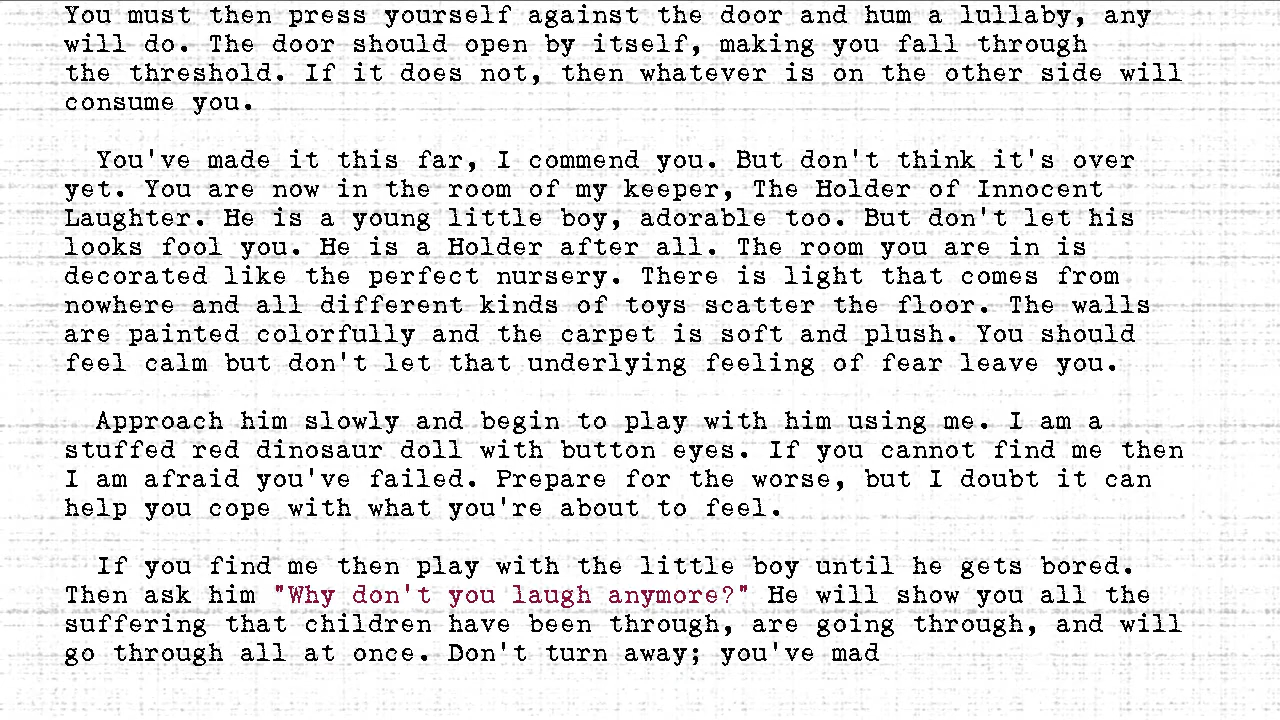 You must then press yourself against the door and hum a lullaby, any
will do. The door should open by itself, making you fall through
the threshold. If it does not, then whatever is on the other side will
consume you.
You've made it this far, I commend you. But don't think it's over
yet. You are now in the room of my keeper, The Holder of Innocent
Laughter. He is a young little boy, adorable too. But don't let his
looks fool you. He is a Holder after all. The room you are in is
decorated like the perfect nursery. There is light that comes from
nowhere and all different kinds of toys scatter the floor. The walls
are painted colorfully and the carpet is soft and plush. You should
feel calm but don't let that underlying feeling of fear leave you.
Approach him slowly and begin to play with him using me. I am a
stuffed red dinosaur doll with button eyes. If you cannot find me then
I am afraid you've failed. Prepare for the worse, but I doubt it can
help you cope with what you're about to feel.
If you find me then play with the little boy until he gets bored.
Then ask him "Why don't you laugh anymore?" He will show you all the
suffering that children have been through, are going through, and will
go through all at once. Don't turn away; you've mad